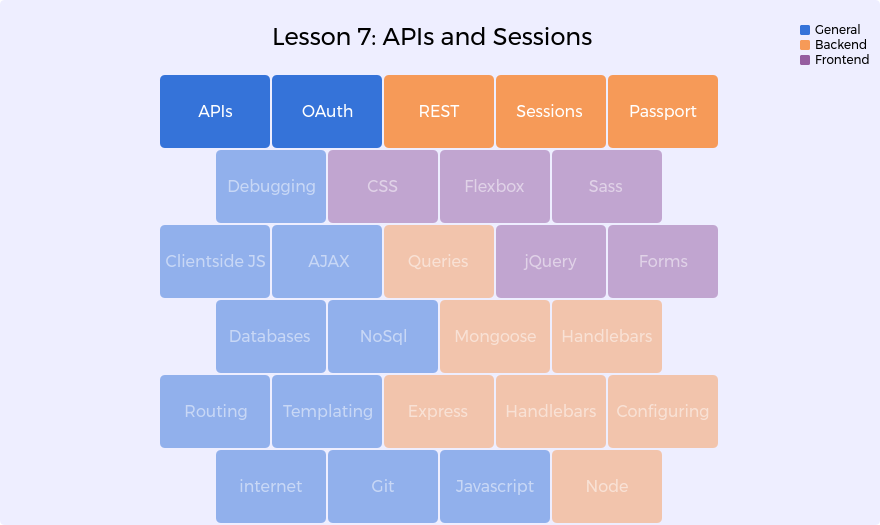 Lesson 7: APIs and Sessions
General
Backend
Frontend
APIs OAuth REST Sessions Passport
Debugging CSS Flexbox Sass
Clientside JS AJAX Queries jQuery Forms
Databases NoSql Mongoose Handlebars
Routing Templating Express Handlebars Configuring
internet Git Javascript Node